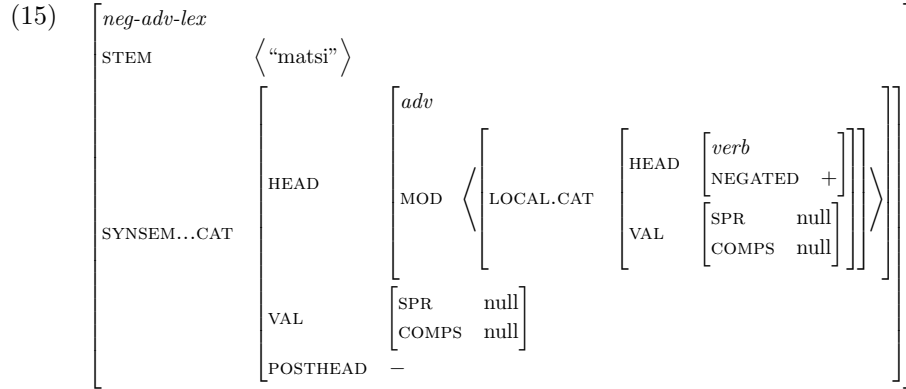 (15)
neg-adv-lex
STEM ⟨“matsi”⟩
adv
HEAD verb
NEGATED +
HEAD MOD ⟨ LOCAL.CAT ⟩
VAL SPR null
COMPS null
SYNSEM...CAT
VAL SPR null
COMPS null
POSTHEAD −